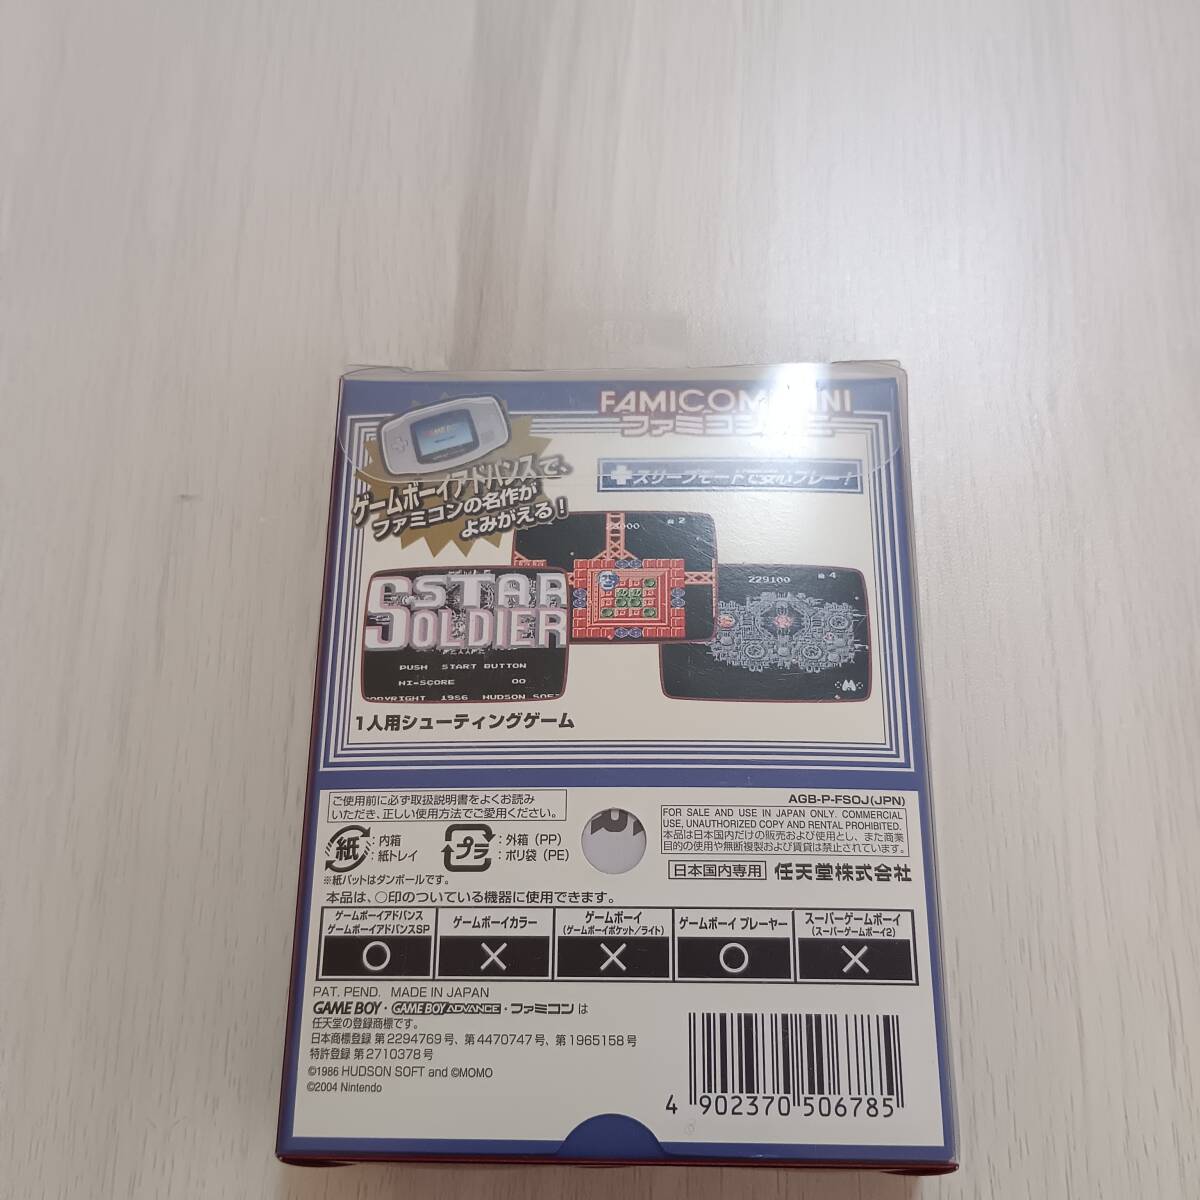 FAMICOM MINI
ファミコンミニ
ゲームボーイアドバンスで、
ファミコンの名作が
よみがえる!
スリープモードで安心プレー!
2
229100 4
STAR
SOLDIER
PUSH START BUTTON
HI-SCORE 00
COPYRIGHT 1986 HUDSON SOFT
1人用シューティングゲーム
ご使用前に必ず取扱説明書をよくお読み
いただき、正しい使用方法でご愛用ください。
紙
:内箱
:紙トレイ
プラ
:外箱(PP)
:ポリ袋(PE)
※紙パットはダンボールです。
AGB-P-FSOJ(JPN)
FOR SALE AND USE IN JAPAN ONLY. COMMERCIAL
USE, UNAUTHORIZED COPY AND RENTAL PROHIBITED.
本品は日本国内だけの販売および使用とし、また商業
目的の使用や無断複製および賃貸は禁止されています。
日本国内専用 任天堂株式会社
本品は、○印のついている機器に使用できます。
ゲームボーイアドバンス
ゲームボーイアドバンスSP
○
ゲームボーイカラー
×
ゲームボーイ
(ゲームボーイポケット/ライト)
×
ゲームボーイ プレーヤー
○
スーパーゲームボーイ
(スーパーゲームボーイ2)
×
PAT. PEND. MADE IN JAPAN
GAME BOY・GAME BOY ADVANCE・ファミコン は
任天堂の登録商標です。
日本商標登録 第2294769号、第4470747号、第1965158号
特許登録 第2710378号
©1986 HUDSON SOFT and ©MOMO
©2004 Nintendo
4 902370 506785